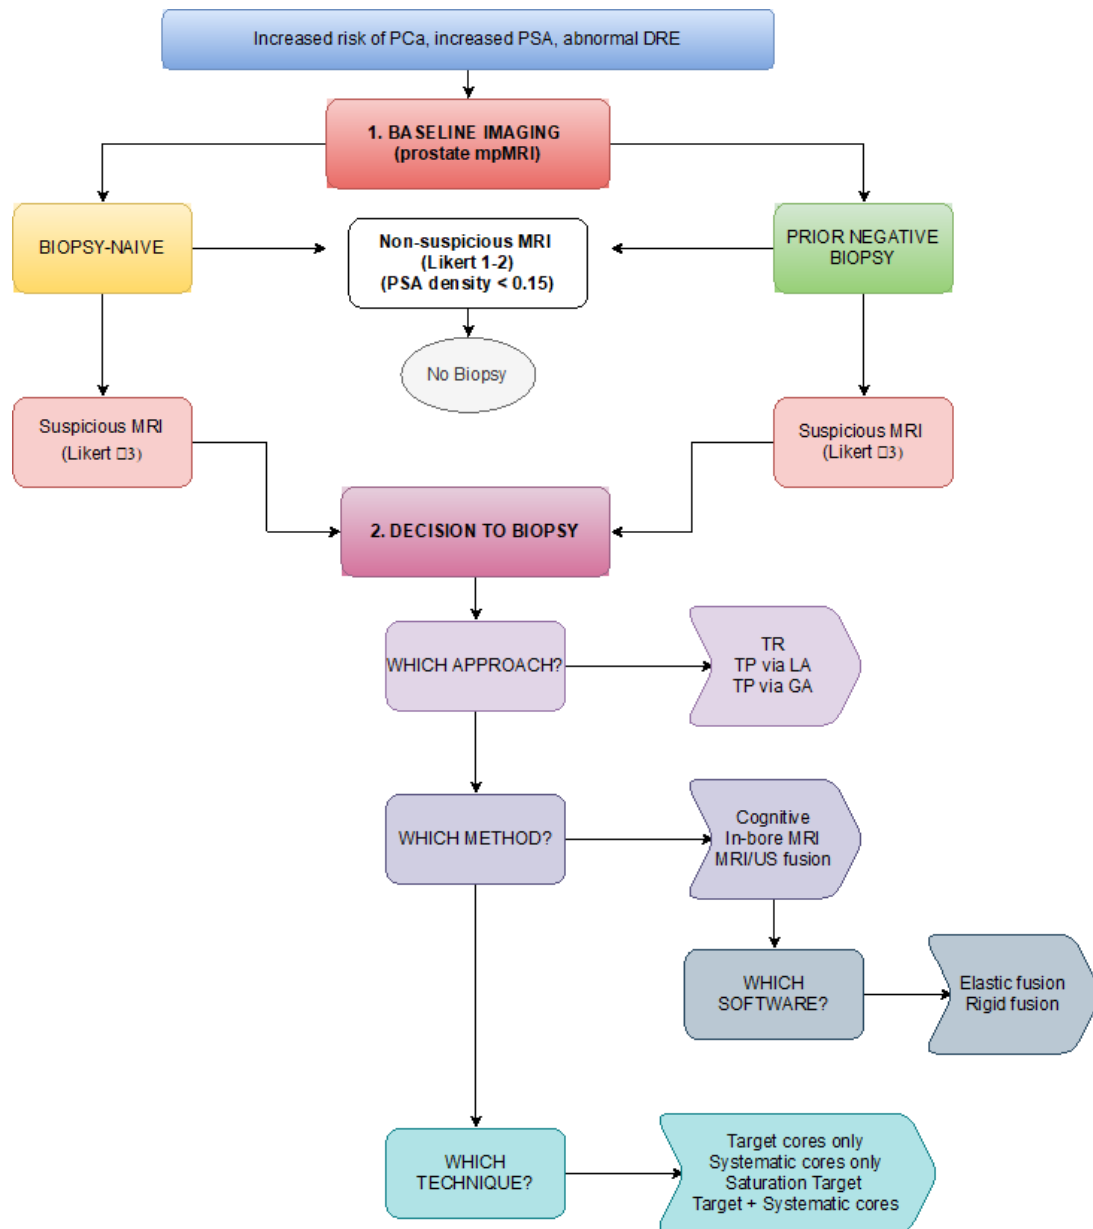 Increased risk of PCa, increased PSA, abnormal DRE
1. BASELINE IMAGING
(prostate mpMRI)
BIOPSY-NAIVE
Non-suspicious MRI
(Likert 1-2)
(PSA density < 0.15)
PRIOR NEGATIVE
BIOPSY
No Biopsy
Suspicious MRI
(Likert □3)
Suspicious MRI
(Likert □3)
2. DECISION TO BIOPSY
WHICH APPROACH?
TR
TP via LA
TP via GA
WHICH METHOD?
Cognitive
In-bore MRI
MRI/US fusion
WHICH
SOFTWARE?
Elastic fusion
Rigid fusion
WHICH
TECHNIQUE?
Target cores only
Systematic cores only
Saturation Target
Target + Systematic cores